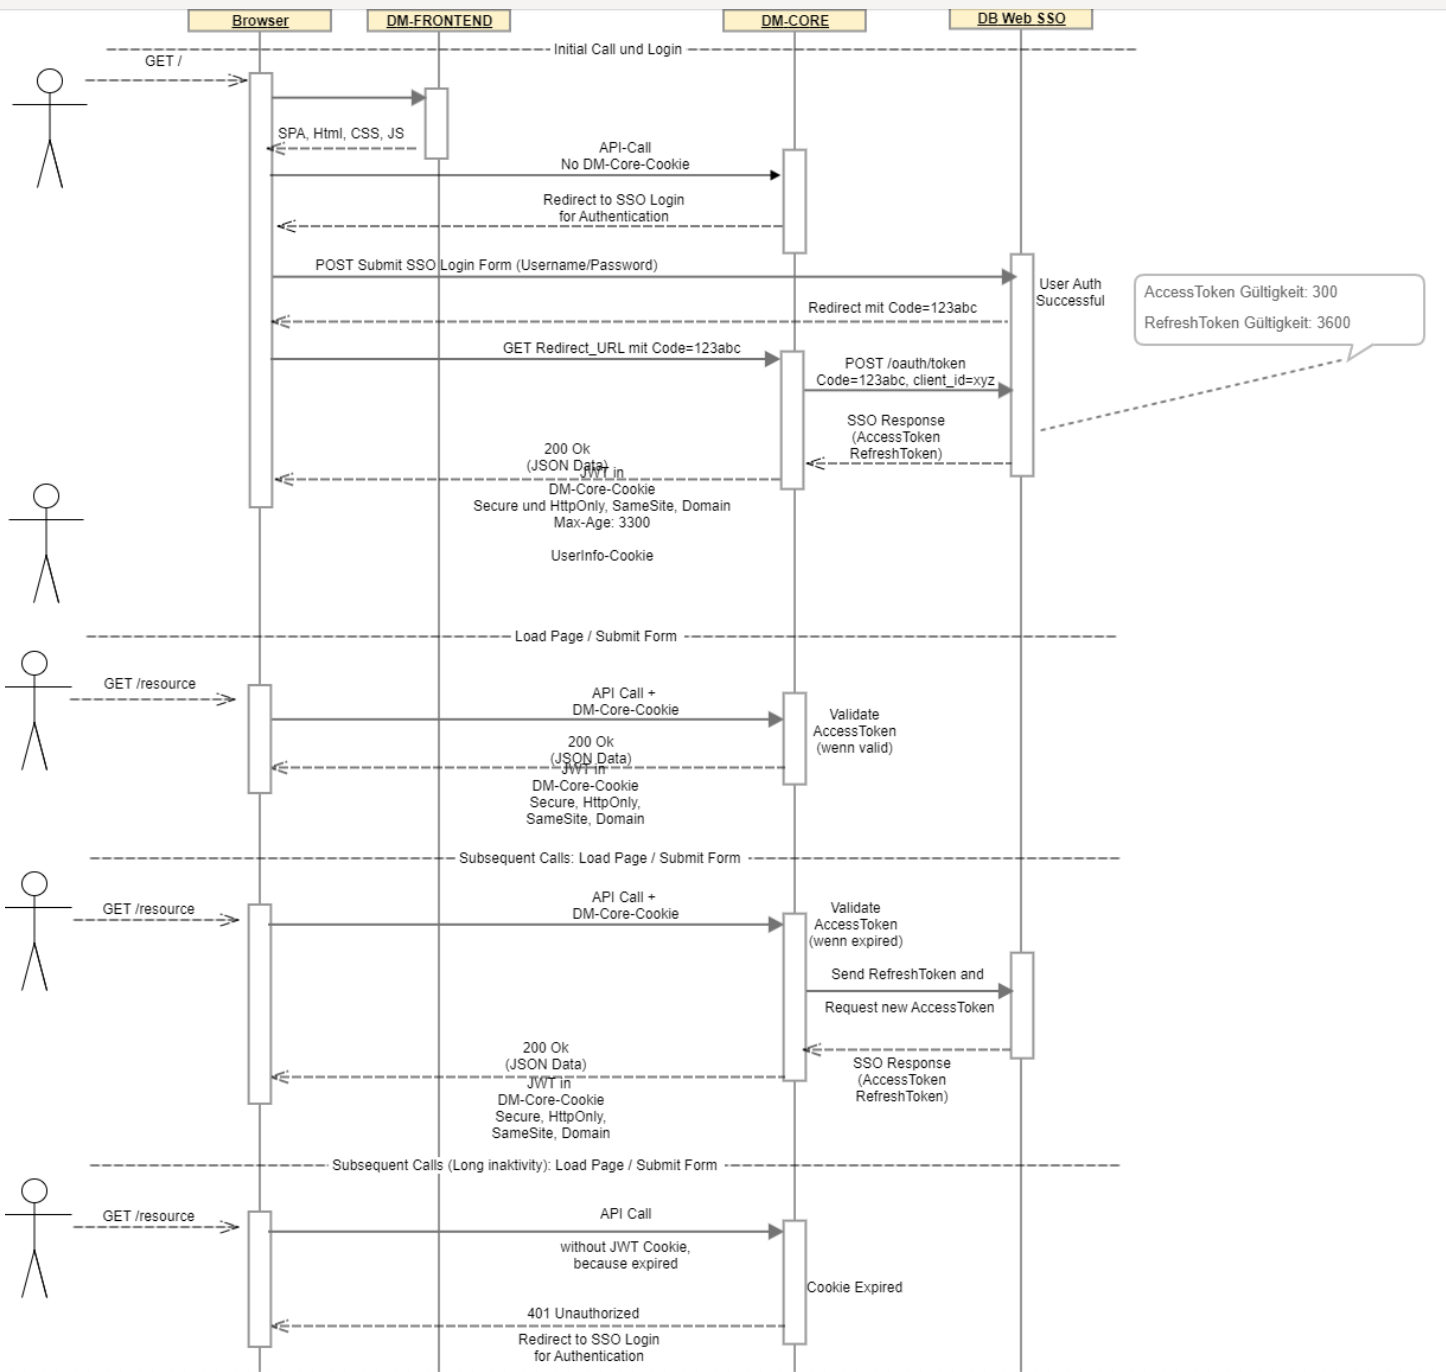 Browser
DM-FRONTEND
DM-CORE
DB Web SSO
Initial Call und Login
GET /
SPA, Html, CSS, JS
API-Call
No DM-Core-Cookie
Redirect to SSO Login
for Authentication
POST Submit SSO Login Form (Username/Password)
User Auth
Successful
AccessToken Gültigkeit: 300
RefreshToken Gültigkeit: 3600
Redirect mit Code=123abc
GET Redirect_URL mit Code=123abc
POST /oauth/token
Code=123abc, client_id=xyz
SSO Response
(AccessToken
RefreshToken)
200 Ok
(JSON Data)
JWT in
DM-Core-Cookie
Secure und HttpOnly, SameSite, Domain
Max-Age: 3300
UserInfo-Cookie
Load Page / Submit Form
GET /resource
API Call +
DM-Core-Cookie
Validate
AccessToken
(wenn valid)
200 Ok
(JSON Data)
JWT in
DM-Core-Cookie
Secure, HttpOnly,
SameSite, Domain
Subsequent Calls: Load Page / Submit Form
GET /resource
API Call +
DM-Core-Cookie
Validate
AccessToken
(wenn expired)
Send RefreshToken and
Request new AccessToken
200 Ok
(JSON Data)
JWT in
DM-Core-Cookie
Secure, HttpOnly,
SameSite, Domain
SSO Response
(AccessToken
RefreshToken)
Subsequent Calls (Long inaktivity): Load Page / Submit Form
GET /resource
API Call
without JWT Cookie,
because expired
Cookie Expired
401 Unauthorized
Redirect to SSO Login
for Authentication